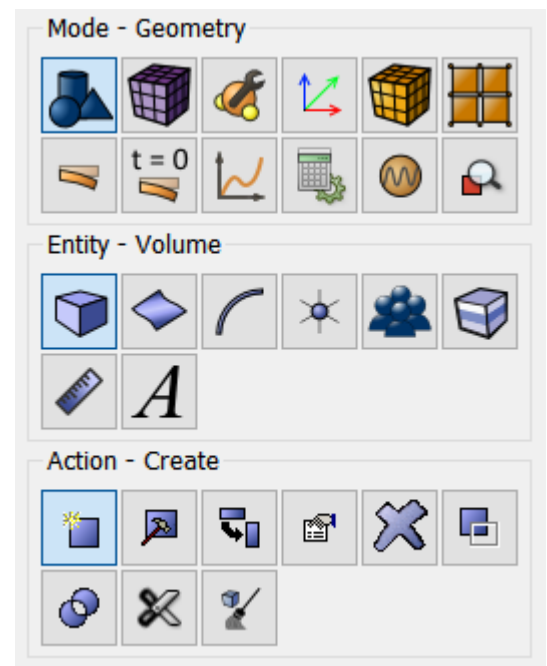 Mode - Geometry
t = 0
Entity - Volume
A
Action - Create